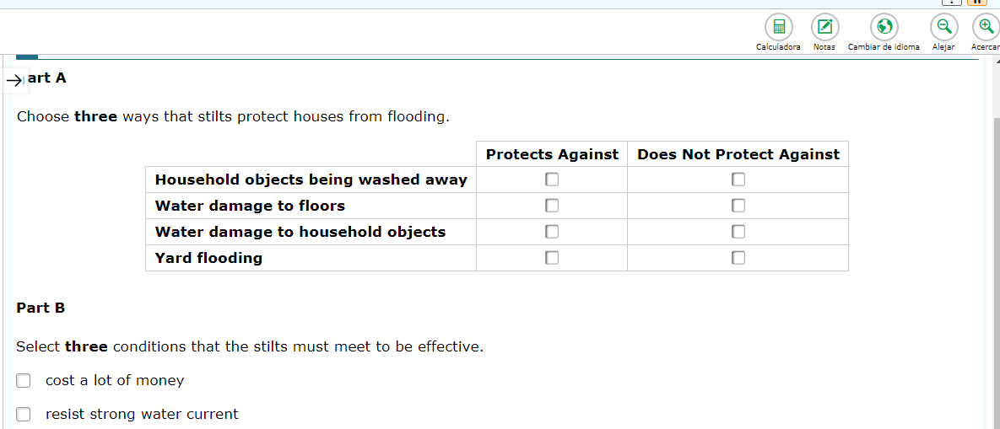 Calculadora Notas Cambiar de idioma Alejar Acercar
art A
Choose three ways that stilts protect houses from flooding.
Protects Against Does Not Protect Against
Household objects being washed away
Water damage to floors
Water damage to household objects
Yard flooding
Part B
Select three conditions that the stilts must meet to be effective.
cost a lot of money
resist strong water current